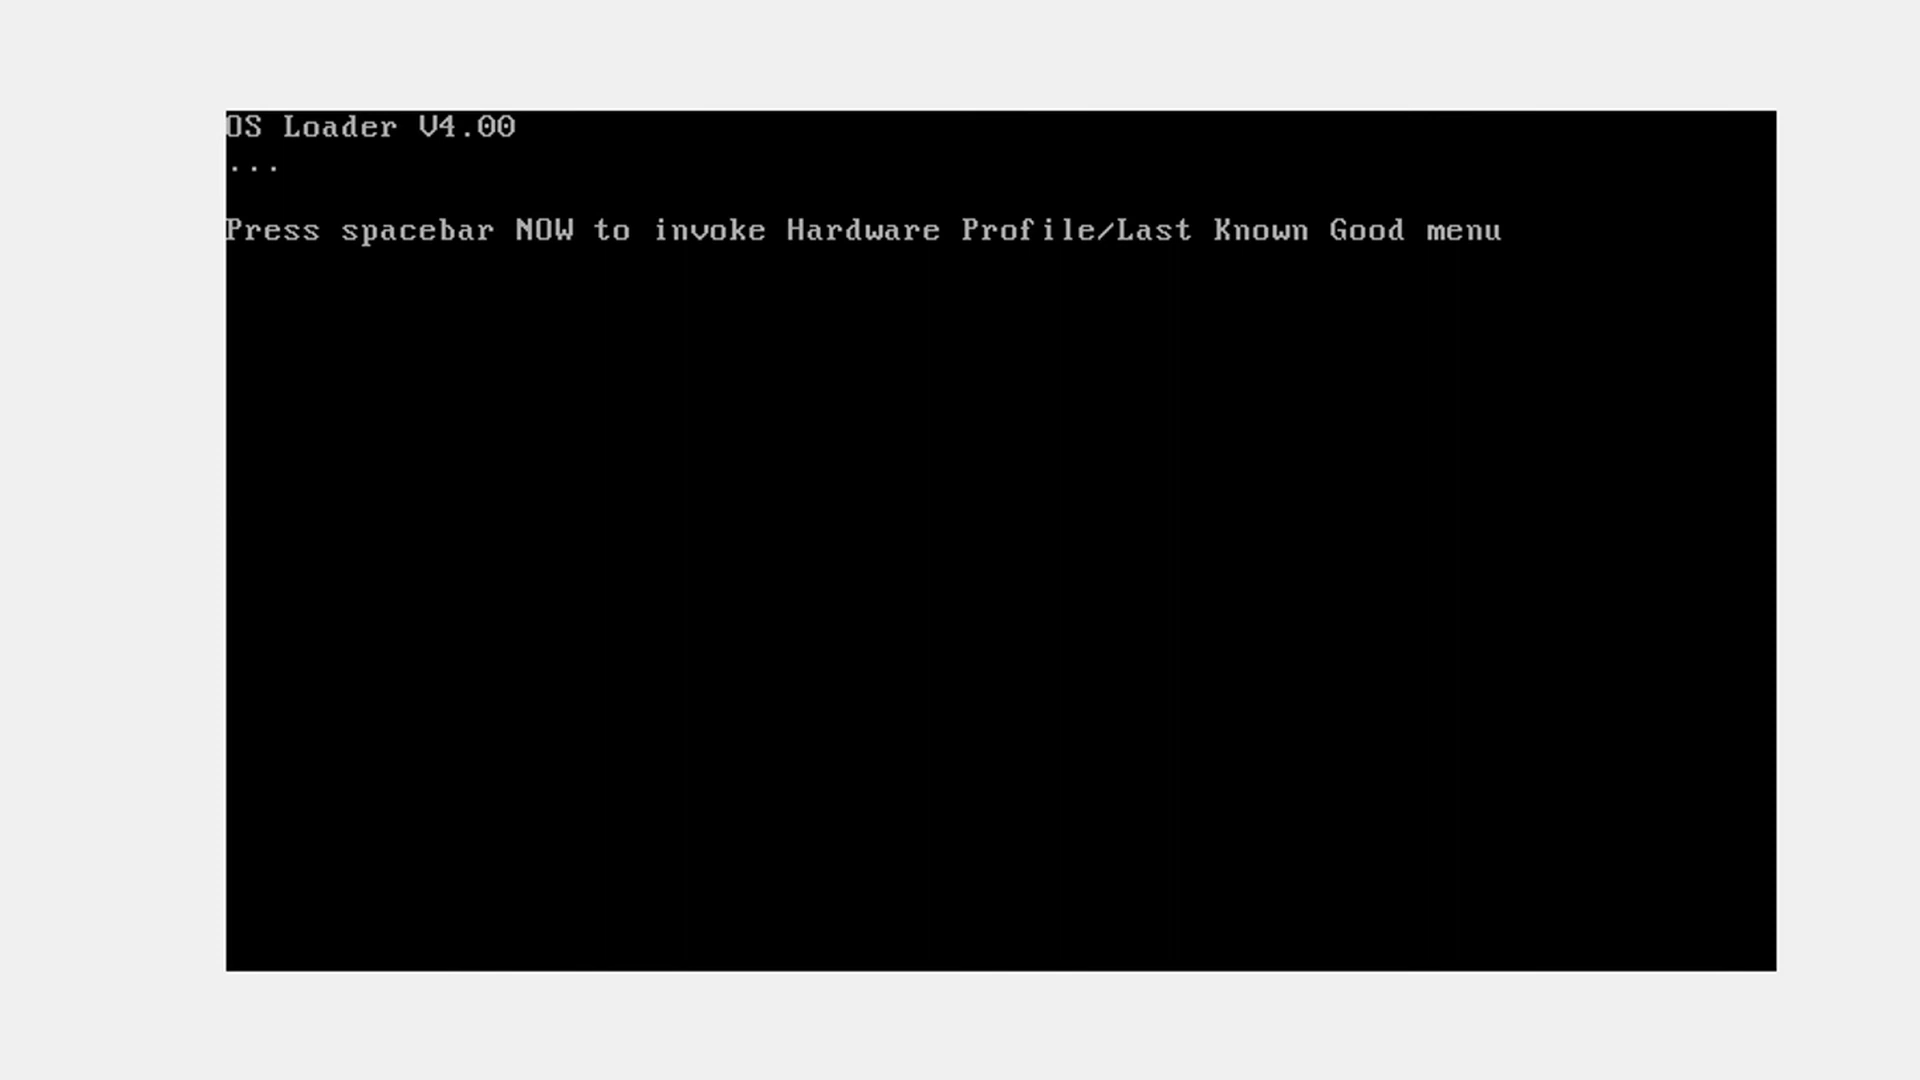 OS Loader V4.00
...
Press spacebar NOW to invoke Hardware Profile/Last Known Good menu